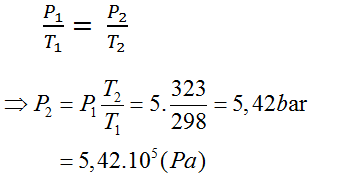 P₁/T₁ = P₂/T₂
⇒ P₂ = P₁ T₂/T₁ = 5.323/298 = 5,42bar
= 5,42.10⁵(Pa)